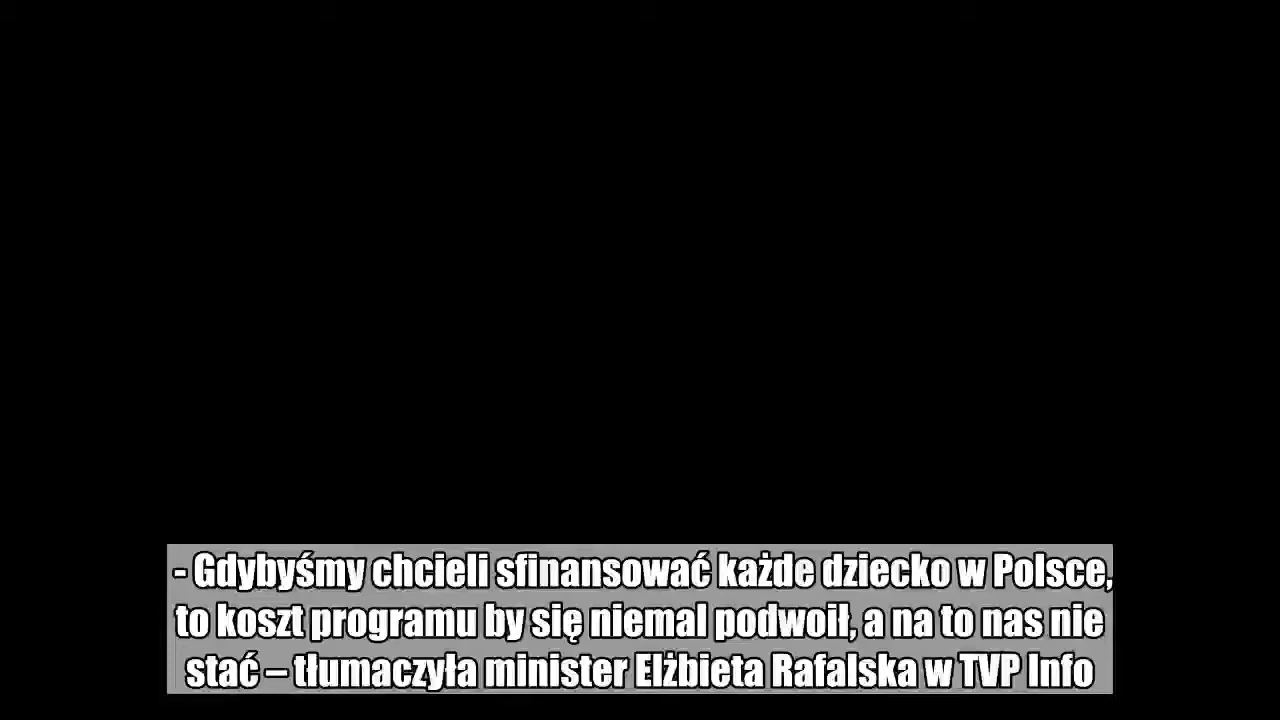 - Gdybyśmy chcieli sfinansować każde dziecko w Polsce,
to koszt programu by się niemal podwoił, a na to nas nie
stać – tłumaczyła minister Elżbieta Rafalska w TVP Info